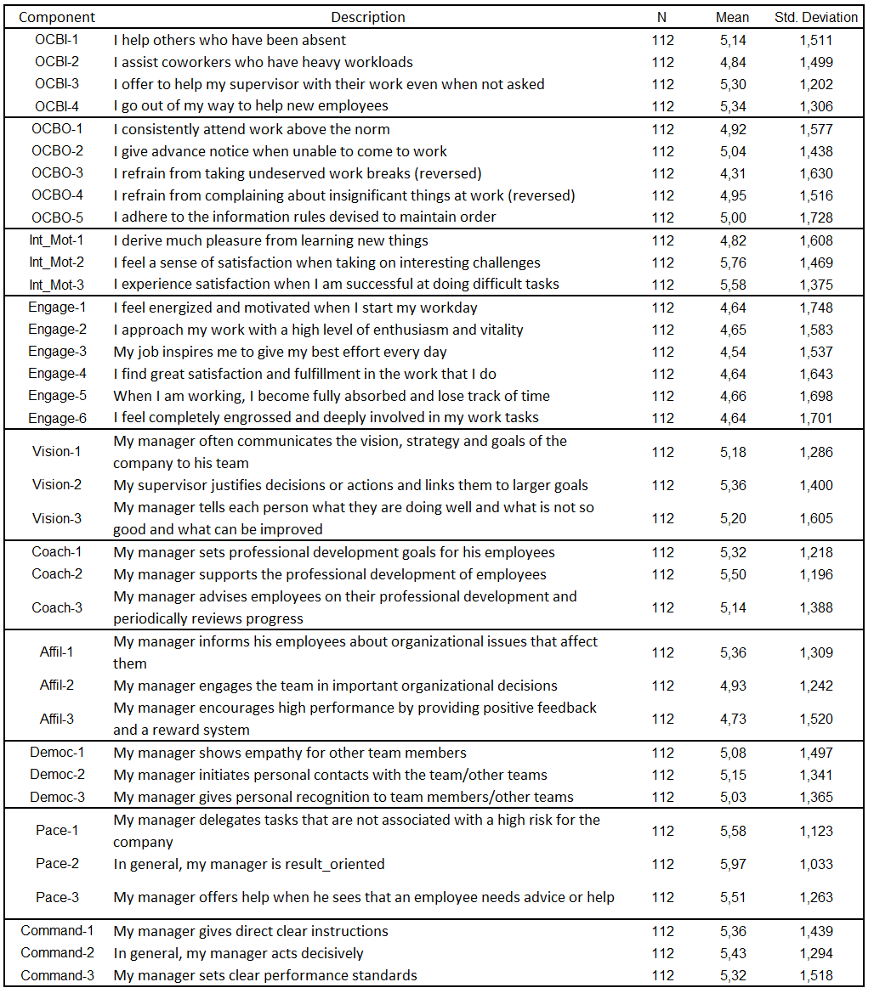 Component Description N Mean Std. Deviation
OCBI-1 I help others who have been absent 112 5,14 1,511
OCBI-2 I assist coworkers who have heavy workloads 112 4,84 1,499
OCBI-3 I offer to help my supervisor with their work even when not asked 112 5,30 1,202
OCBI-4 I go out of my way to help new employees 112 5,34 1,306
OCBO-1 I consistently attend work above the norm 112 4,92 1,577
OCBO-2 I give advance notice when unable to come to work 112 5,04 1,438
OCBO-3 I refrain from taking undeserved work breaks (reversed) 112 4,31 1,630
OCBO-4 I refrain from complaining about insignificant things at work (reversed) 112 4,95 1,516
OCBO-5 I adhere to the information rules devised to maintain order 112 5,00 1,728
Int_Mot-1 I derive much pleasure from learning new things 112 4,82 1,608
Int_Mot-2 I feel a sense of satisfaction when taking on interesting challenges 112 5,76 1,469
Int_Mot-3 I experience satisfaction when I am successful at doing difficult tasks 112 5,58 1,375
Engage-1 I feel energized and motivated when I start my workday 112 4,64 1,748
Engage-2 I approach my work with a high level of enthusiasm and vitality 112 4,65 1,583
Engage-3 My job inspires me to give my best effort every day 112 4,54 1,537
Engage-4 I find great satisfaction and fulfillment in the work that I do 112 4,64 1,643
Engage-5 When I am working, I become fully absorbed and lose track of time 112 4,66 1,698
Engage-6 I feel completely engrossed and deeply involved in my work tasks 112 4,64 1,701
Vision-1 My manager often communicates the vision, strategy and goals of the
company to his team 112 5,18 1,286
Vision-2 My supervisor justifies decisions or actions and links them to larger goals 112 5,36 1,400
Vision-3 My manager tells each person what they are doing well and what is not so
good and what can be improved 112 5,20 1,605
Coach-1 My manager sets professional development goals for his employees 112 5,32 1,218
Coach-2 My manager supports the professional development of employees 112 5,50 1,196
Coach-3 My manager advises employees on their professional development and
periodically reviews progress 112 5,14 1,388
Affil-1 My manager informs his employees about organizational issues that affect
them 112 5,36 1,309
Affil-2 My manager engages the team in important organizational decisions 112 4,93 1,242
Affil-3 My manager encourages high performance by providing positive feedback
and a reward system 112 4,73 1,520
Democ-1 My manager shows empathy for other team members 112 5,08 1,497
Democ-2 My manager initiates personal contacts with the team/other teams 112 5,15 1,341
Democ-3 My manager gives personal recognition to team members/other teams 112 5,03 1,365
Pace-1 My manager delegates tasks that are not associated with a high risk for the
company 112 5,58 1,123
Pace-2 In general, my manager is result_oriented 112 5,97 1,033
Pace-3 My manager offers help when he sees that an employee needs advice or help 112 5,51 1,263
Command-1 My manager gives direct clear instructions 112 5,36 1,439
Command-2 In general, my manager acts decisively 112 5,43 1,294
Command-3 My manager sets clear performance standards 112 5,32 1,518